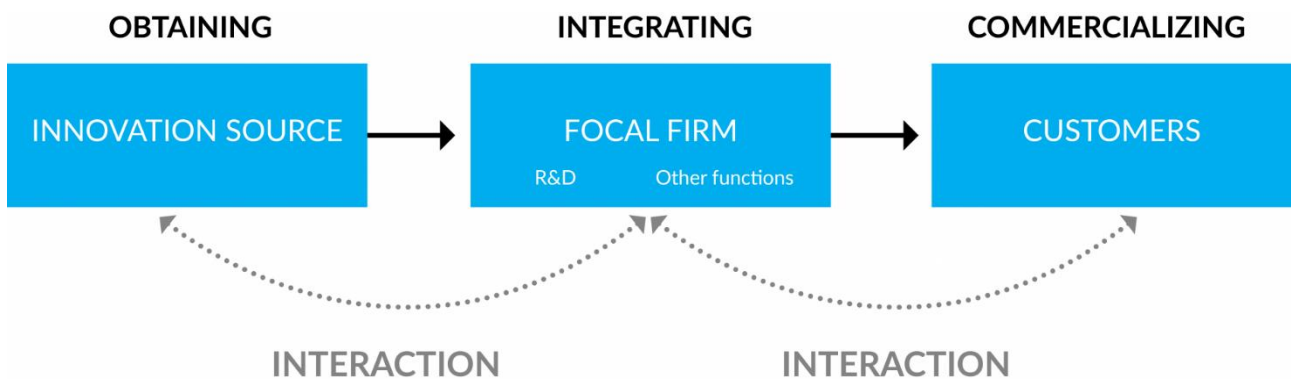 OBTAINING INTEGRATING COMMERCIALIZING
INNOVATION SOURCE FOCAL FIRM CUSTOMERS
R&D Other functions
INTERACTION INTERACTION